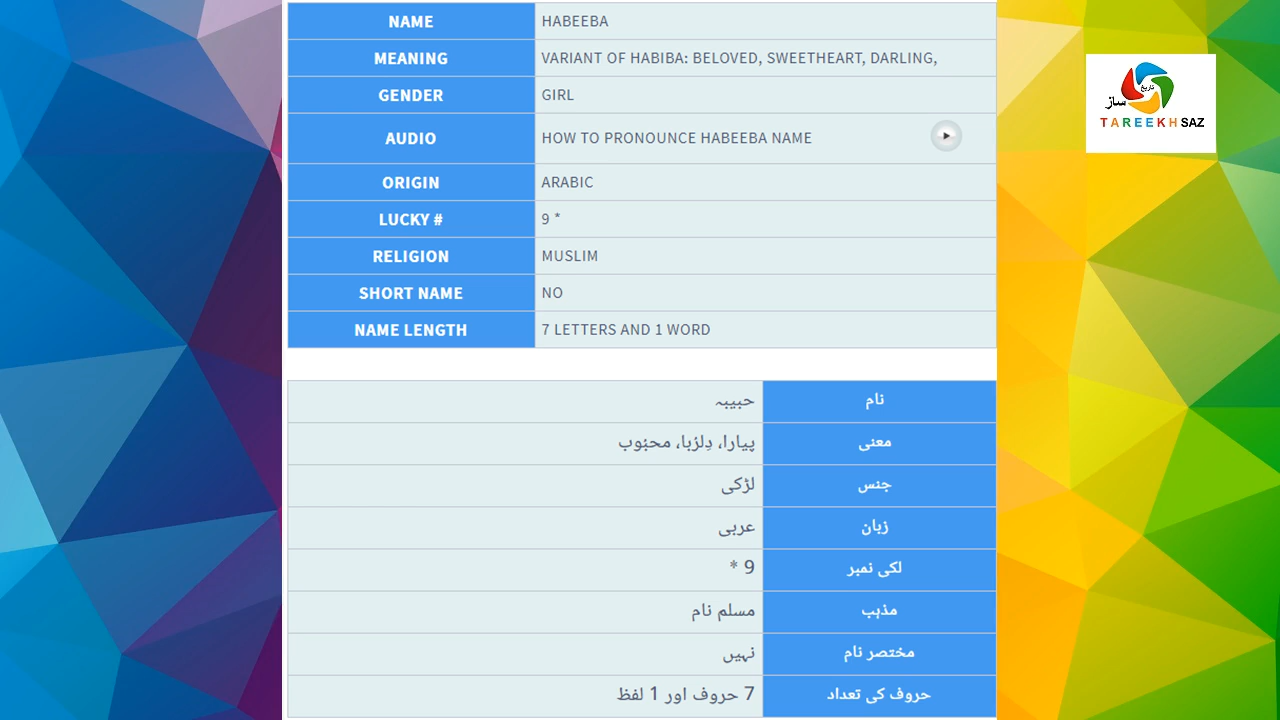 NAME HABEEBA
MEANING VARIANT OF HABIBA: BELOVED, SWEETHEART, DARLING,
GENDER GIRL
AUDIO HOW TO PRONOUNCE HABEEBA NAME
ORIGIN ARABIC
LUCKY # 9 *
RELIGION MUSLIM
SHORT NAME NO
NAME LENGTH 7 LETTERS AND 1 WORD
نام حبیبہ
معنی پیارا، دِلرُبا، محبُوب
جنس لڑکی
زبان عربی
لکی نمبر 9 *
مذہب مسلم نام
مختصر نام نہیں
حروف کی تعداد 7 حروف اور 1 لفظ
تاریخ
ساز
TAREEKH SAZ